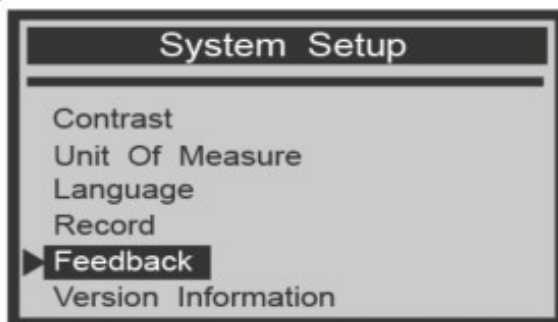 System Setup
Contrast
Unit Of Measure
Language
Record
Feedback
Version Information